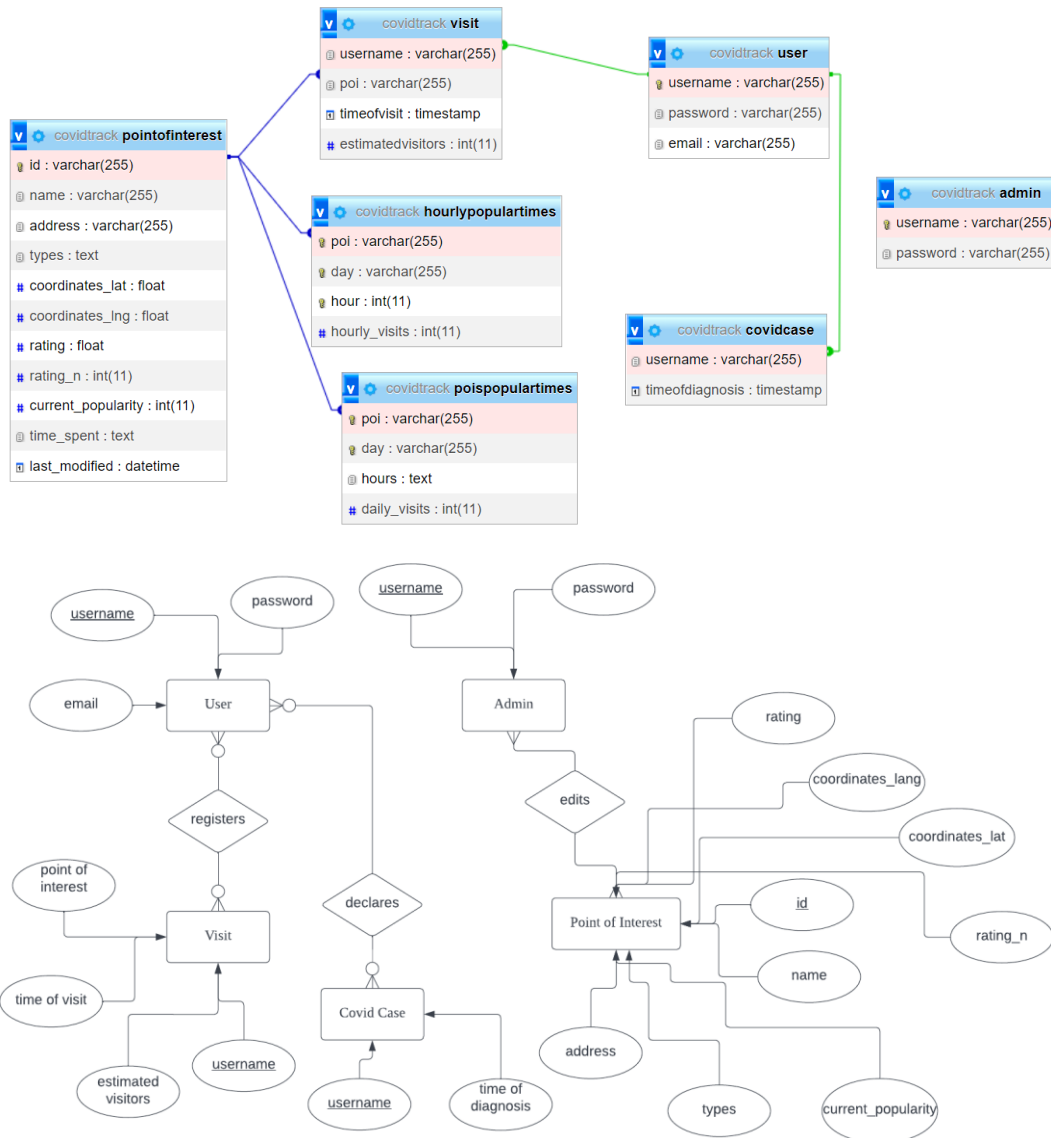 covidtrack visit
username : varchar(255)
poi : varchar(255)
timeofvisit : timestamp
# estimatedvisitors : int(11)
covidtrack user
username : varchar(255)
password : varchar(255)
email : varchar(255)
covidtrack pointofinterest
id : varchar(255)
name : varchar(255)
address : varchar(255)
types : text
# coordinates_lat : float
# coordinates_lng : float
# rating : float
# rating_n : int(11)
# current_popularity : int(11)
time_spent : text
last_modified : datetime
covidtrack admin
username : varchar(255)
password : varchar(255)
covidtrack hourlypopulartimes
poi : varchar(255)
day : varchar(255)
hour : int(11)
# hourly_visits : int(11)
covidtrack covidcase
username : varchar(255)
timeofdiagnosis : timestamp
covidtrack poispopulartimes
poi : varchar(255)
day : varchar(255)
hours : text
# daily_visits : int(11)
username
password
username
password
email
User
Admin
rating
coordinates_lang
edits
registers
coordinates_lat
point of
interest
declares
id
Visit
Point of Interest
rating_n
name
time of visit
Covid Case
address
username
estimated
visitors
username
time of
diagnosis
types
current_popularity